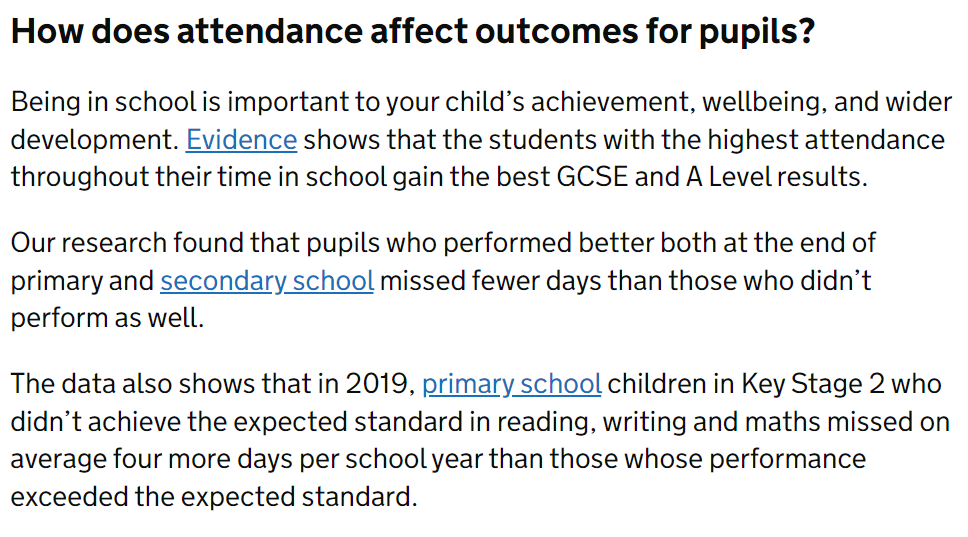 How does attendance affect outcomes for pupils?
Being in school is important to your child’s achievement, wellbeing, and wider
development. Evidence shows that the students with the highest attendance
throughout their time in school gain the best GCSE and A Level results.
Our research found that pupils who performed better both at the end of
primary and secondary school missed fewer days than those who didn’t
perform as well.
The data also shows that in 2019, primary school children in Key Stage 2 who
didn’t achieve the expected standard in reading, writing and maths missed on
average four more days per school year than those whose performance
exceeded the expected standard.